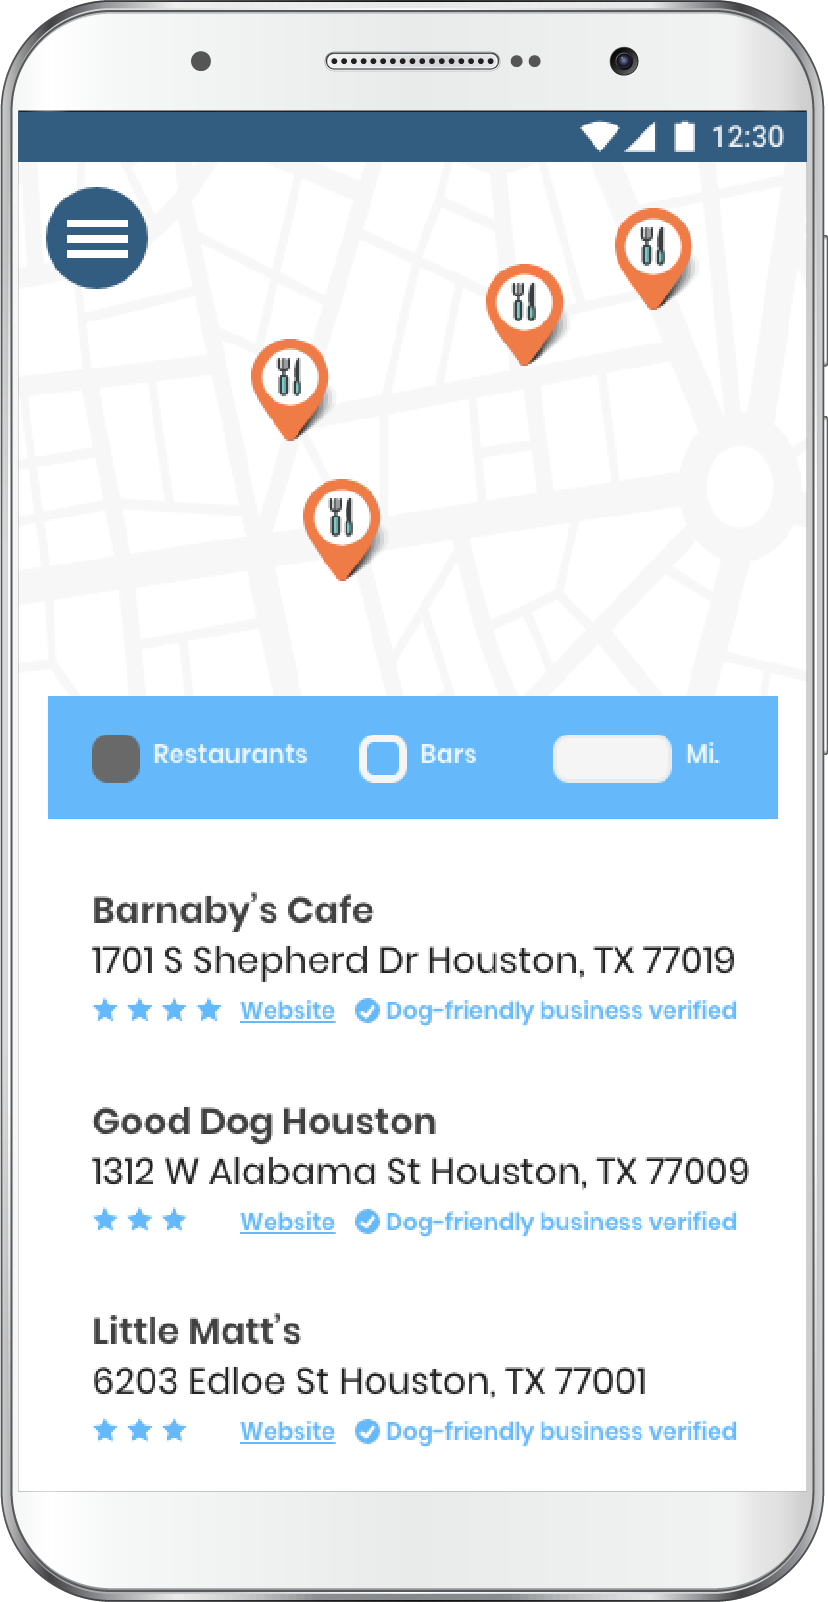 12:30
Restaurants Bars Mi.
Barnaby’s Cafe
1701 S Shepherd Dr Houston, TX 77019
Website Dog-friendly business verified
Good Dog Houston
1312 W Alabama St Houston, TX 77009
Website Dog-friendly business verified
Little Matt’s
6203 Edloe St Houston, TX 77001
Website Dog-friendly business verified